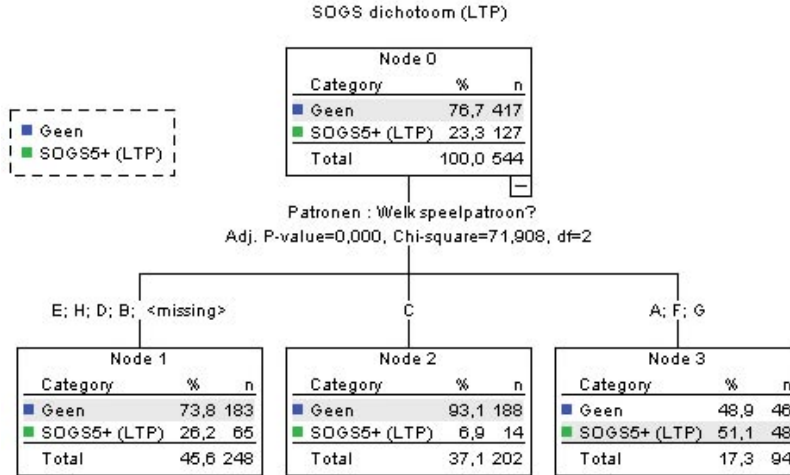 SOGS dichotoom (LTP)
Node 0
Category % n
Geen 76,7 417
SOGS5+ (LTP) 23,3 127
Total 100,0 544
Geen
SOGS5+ (LTP)
Patronen : Welk speelpatroon?
Adj. P-value=0,000, Chi-square=71,908, df=2
E; H; D; B; <missing>
C
A; F; G
Node 1
Category % n
Geen 73,8 183
SOGS5+ (LTP) 26,2 65
Total 45,6 248
Node 2
Category % n
Geen 93,1 188
SOGS5+ (LTP) 6,9 14
Total 37,1 202
Node 3
Category % n
Geen 48,9 46
SOGS5+ (LTP) 51,1 48
Total 17,3 94